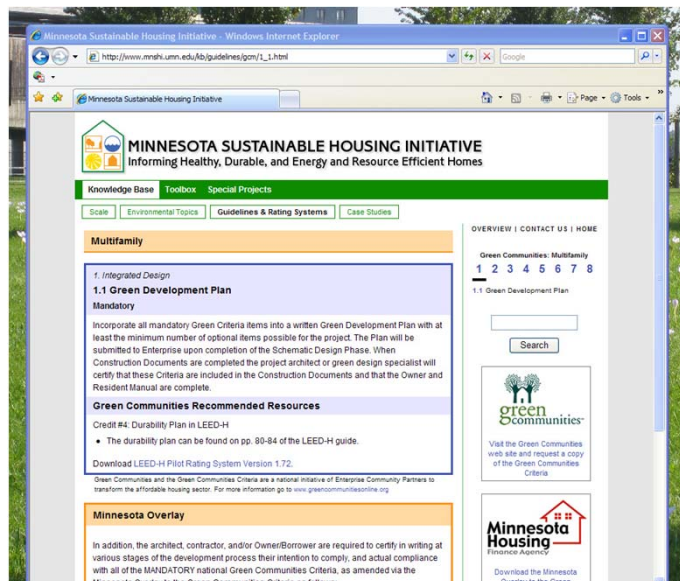 Minnesota Sustainable Housing Initiative - Windows Internet Explorer
http://www.mnshi.umn.edu/kb/guidelines/gcm/1_1.html
Google
Minnesota Sustainable Housing Initiative
Page
Tools
MINNESOTA SUSTAINABLE HOUSING INITIATIVE
Informing Healthy, Durable, and Energy and Resource Efficient Homes
Knowledge Base Toolbox Special Projects
Scale Environmental Topics Guidelines & Rating Systems Case Studies
OVERVIEW | CONTACT US | HOME
Multifamily
1. Integrated Design
1.1 Green Development Plan
Mandatory
Incorporate all mandatory Green Criteria items into a written Green Development Plan with at
least the minimum number of optional items possible for the project. The Plan will be
submitted to Enterprise upon completion of the Schematic Design Phase. When
Construction Documents are completed the project architect or green design specialist will
certify that these Criteria are included in the Construction Documents and that the Owner and
Resident Manual are complete.
Green Communities Recommended Resources
Credit #4: Durability Plan in LEED-H
• The durability plan can be found on pp. 80-84 of the LEED-H guide.
Download LEED-H Pilot Rating System Version 1.72.
Green Communities and the Green Communities Criteria are a national initiative of Enterprise Community Partners to
transform the affordable housing sector. For more information go to www.greencommunitiesonline.org
Minnesota Overlay
In addition, the architect, contractor, and/or Owner/Borrower are required to certify in writing at
various stages of the development process their intention to comply, and actual compliance
with all of the MANDATORY national Green Communities Criteria, as amended via the
Green Communities: Multifamily
1 2 3 4 5 6 7 8
1.1 Green Development Plan
Search
green
communities
Visit the Green Communities
web site and request a copy
of the Green Communities
Criteria
Minnesota
Housing
Finance Agency
Download the Minnesota
Overlay to the Green